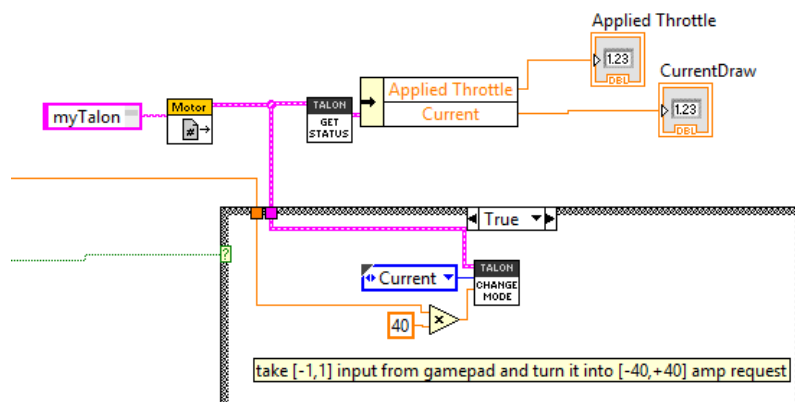 Applied Throttle
1.23
DBL
CurrentDraw
1.23
DBL
myTalon
Motor
#
TALON
GET
STATUS
Applied Throttle
Current
True
?
Current
TALON
CHANGE
MODE
40
×
take [-1,1] input from gamepad and turn it into [-40,+40] amp request